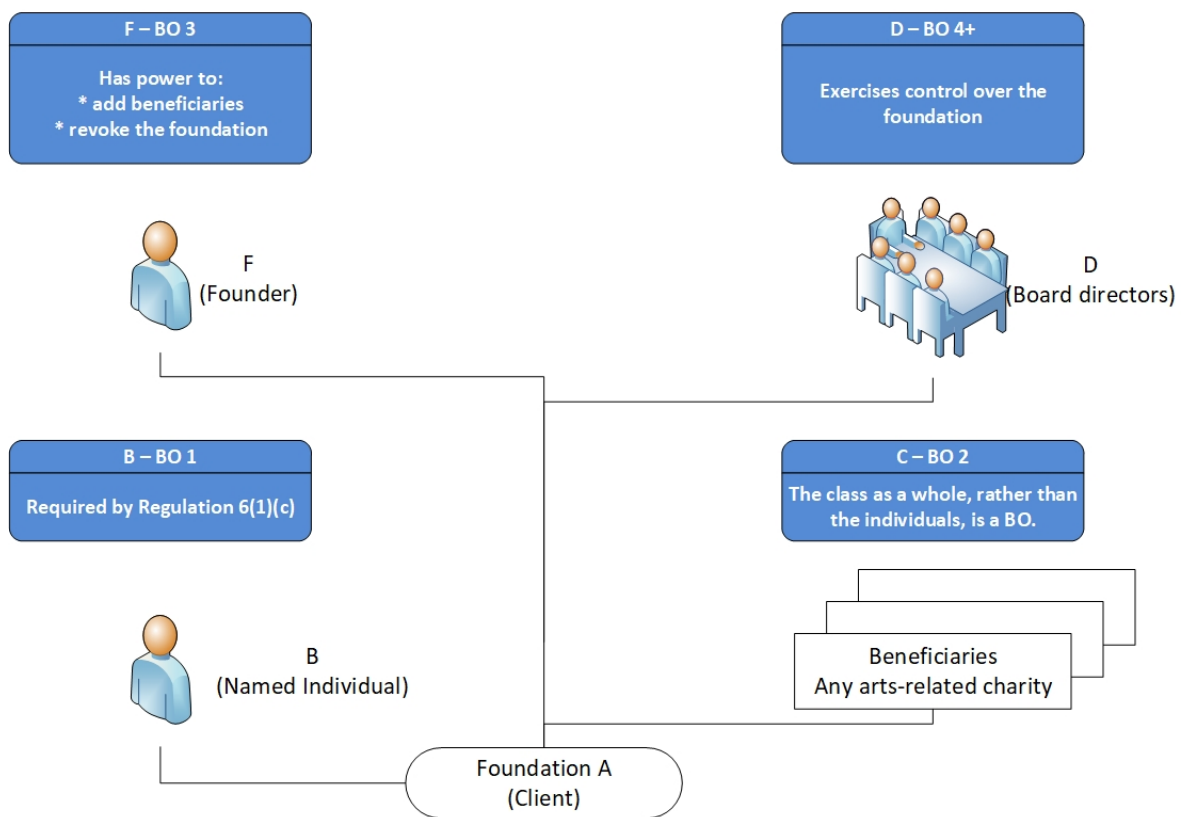 F – BO 3
Has power to:
* add beneficiaries
* revoke the foundation
D – BO 4+
Exercises control over the
foundation
F
(Founder)
D
(Board directors)
B – BO 1
Required by Regulation 6(1)(c)
C – BO 2
The class as a whole, rather than
the individuals, is a BO.
B
(Named Individual)
Beneficiaries
Any arts-related charity
Foundation A
(Client)